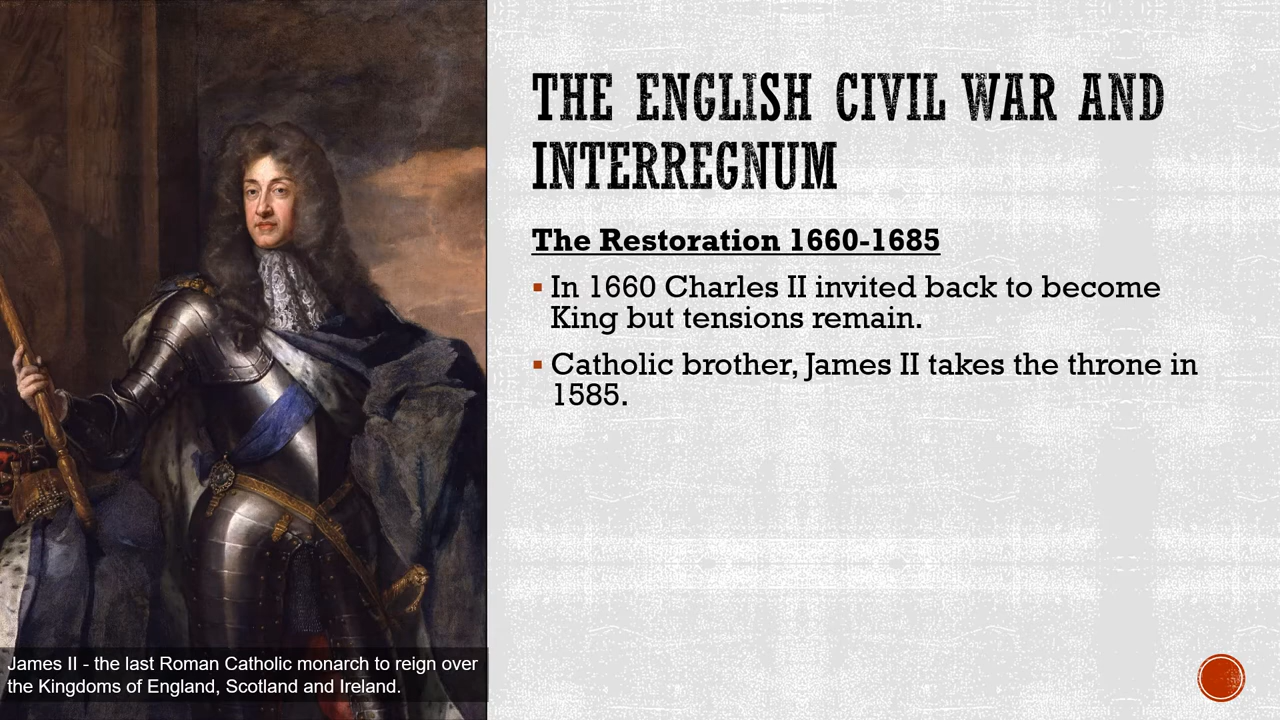 THE ENGLISH CIVIL WAR AND
INTERREGNUM
The Restoration 1660-1685
▪ In 1660 Charles II invited back to become
King but tensions remain.
▪ Catholic brother, James II takes the throne in
1585.
James II - the last Roman Catholic monarch to reign over
the Kingdoms of England, Scotland and Ireland.